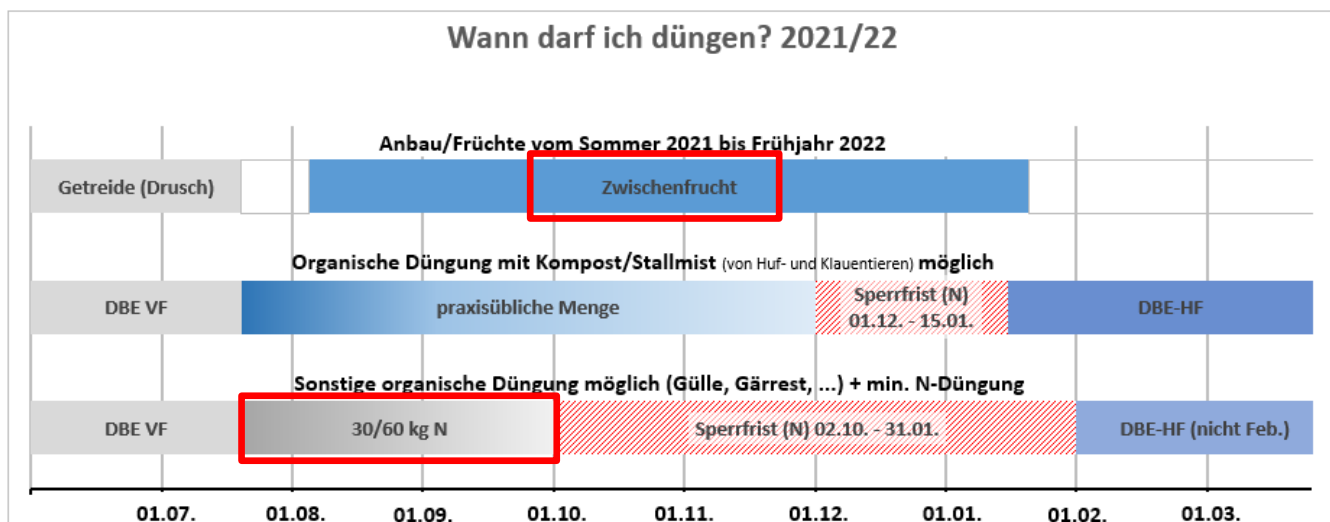 Wann darf ich düngen? 2021/22
Anbau/Früchte vom Sommer 2021 bis Frühjahr 2022
Getreide (Drusch) Zwischenfrucht
Organische Düngung mit Kompost/Stallmist (von Huf- und Klauentieren) möglich
DBE VF praxisübliche Menge Sperrfrist (N) DBE-HF
01.12. - 15.01.
Sonstige organische Düngung möglich (Gülle, Gärrest, ...) + min. N-Düngung
DBE VF 30/60 kg N Sperrfrist (N) 02.10. - 31.01. DBE-HF (nicht Feb.)
01.07. 01.08. 01.09. 01.10. 01.11. 01.12. 01.01. 01.02. 01.03.